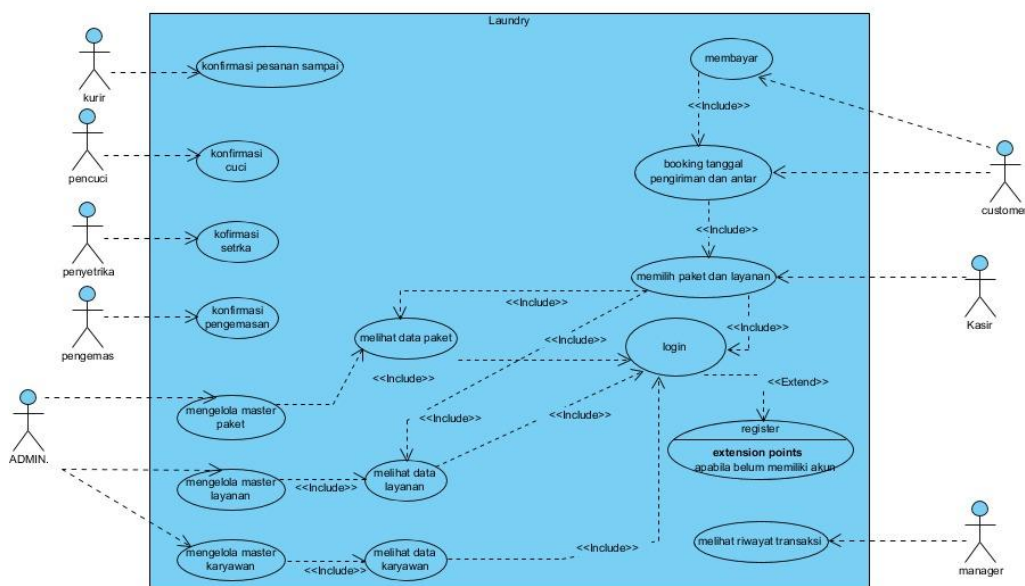 Laundry
kurir
konfirmasi pesanan sampai
membayar
<<Include>>
pencuci
konfirmasi
cuci
booking tanggal
pengiriman dan antar
customer
<<Include>>
penyetrika
kofirmasi
setrka
memilih paket dan layanan
Kasir
<<Include>>
pengemas
konfirmasi
pengemasan
melihat data paket
<<Include>>
login
<<Include>>
<<Include>>
<<Extend>>
ADMIN.
mengelola master
paket
<<Include>>
<<Include>>
register
extension points
apabila belum memiliki akun
mengelola master
layanan
<<Include>>
melihat data
layanan
melihat riwayat transaksi
manager
mengelola master
karyawan
<<Include>>
melihat data
karyawan
<<Include>>